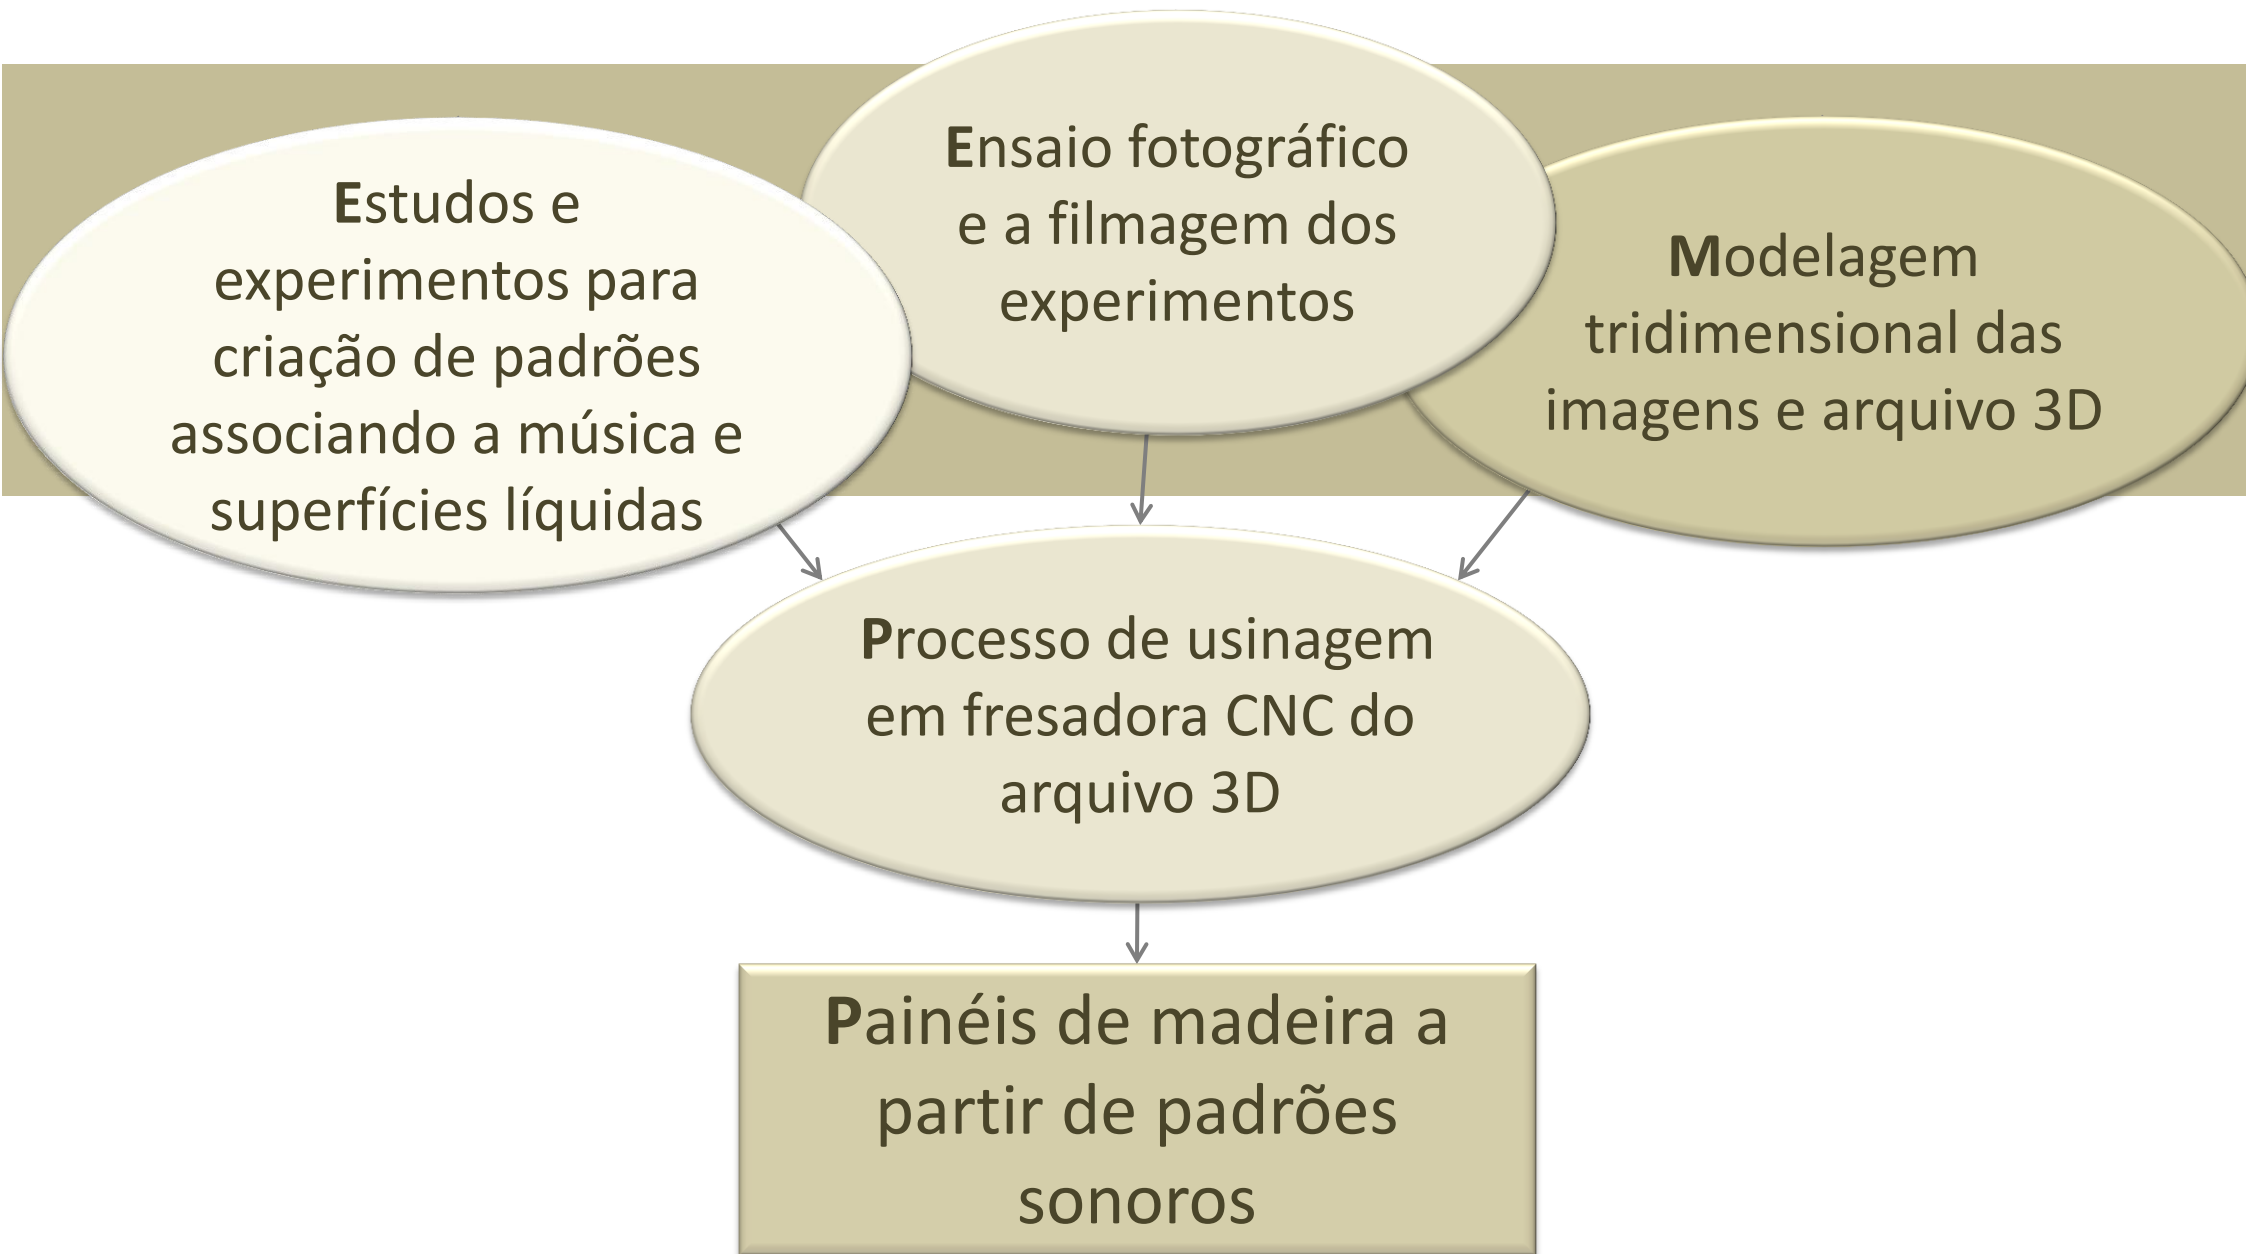 Estudos e
experimentos para
criação de padrões
associando a música e
superfícies líquidas
Ensaio fotográfico
e a filmagem dos
experimentos
Modelagem
tridimensional das
imagens e arquivo 3D
Processo de usinagem
em fresadora CNC do
arquivo 3D
Painéis de madeira a
partir de padrões
sonoros